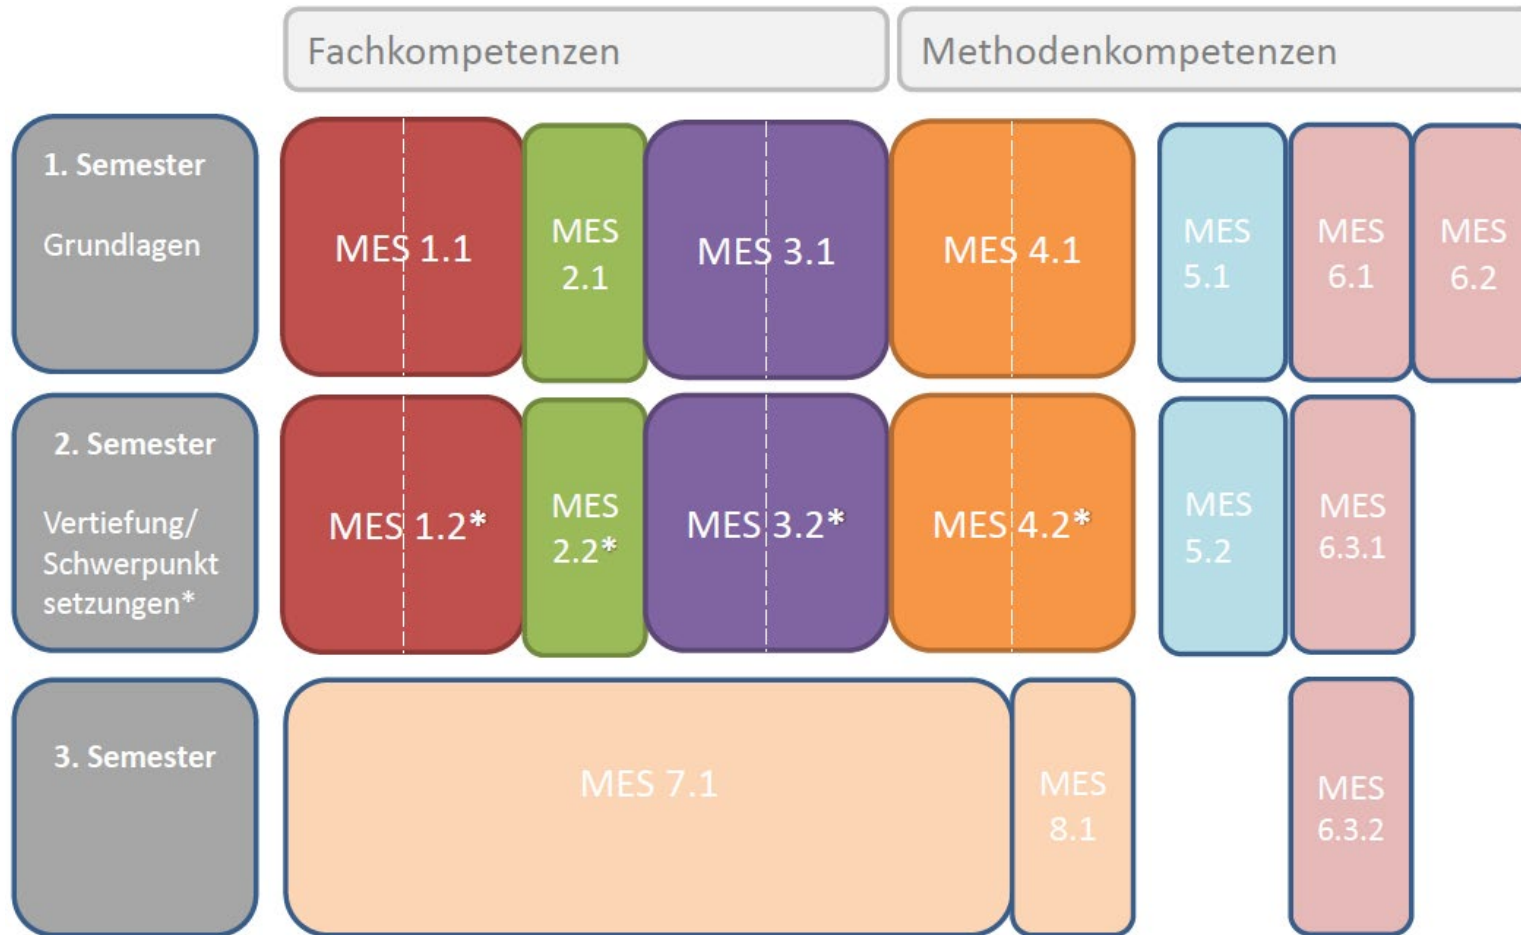 Fachkompetenzen
Methodenkompetenzen
1. Semester
Grundlagen
MES 1.1
MES
2.1
MES 3.1
MES 4.1
MES
5.1
MES
6.1
MES
6.2
2. Semester
Vertiefung/
Schwerpunkt
setzungen*
MES 1.2*
MES
2.2*
MES 3.2*
MES 4.2*
MES
5.2
MES
6.3.1
3. Semester
MES 7.1
MES
8.1
MES
6.3.2